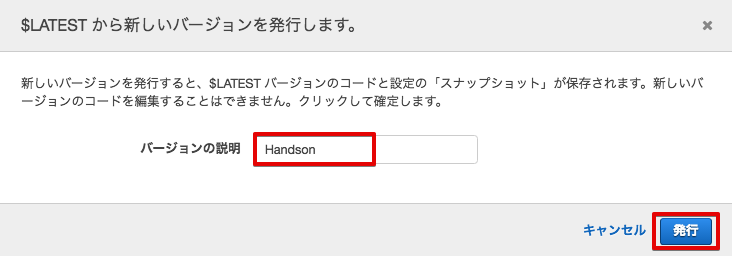 $LATEST から新しいバージョンを発行します。
新しいバージョンを発行すると、$LATEST バージョンのコードと設定の「スナップショット」が保存されます。新しいバ
ージョンのコードを編集することはできません。クリックして確定します。
バージョンの説明 Handson
キャンセル 発行